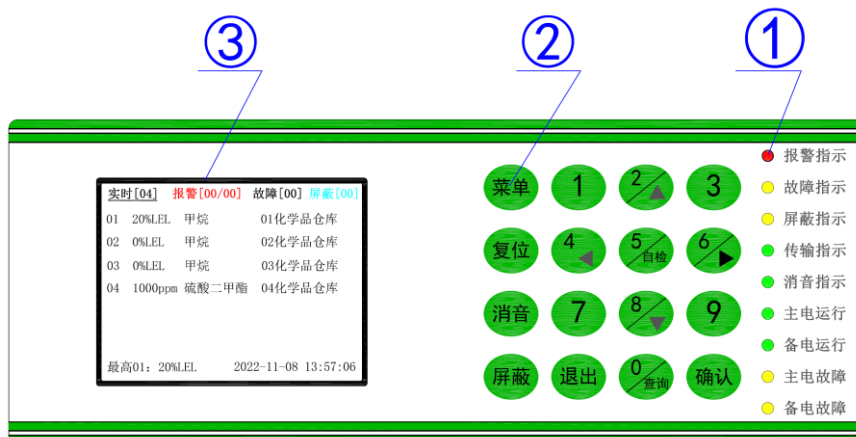 ③ ② ①
实时[04] 报警[00/00] 故障[00] 屏蔽[00]
01 20%LEL 甲烷 01化学品仓库
02 0%LEL 甲烷 02化学品仓库
03 0%LEL 甲烷 03化学品仓库
04 1000ppm 硫酸二甲酯 04化学品仓库
最高01: 20%LEL 2022-11-08 13:57:06
菜单 1 2 3
复位 4 5自检 6
消音 7 8 9
屏蔽 退出 0查询 确认
报警指示
故障指示
屏蔽指示
传输指示
消音指示
主电运行
备电运行
主电故障
备电故障